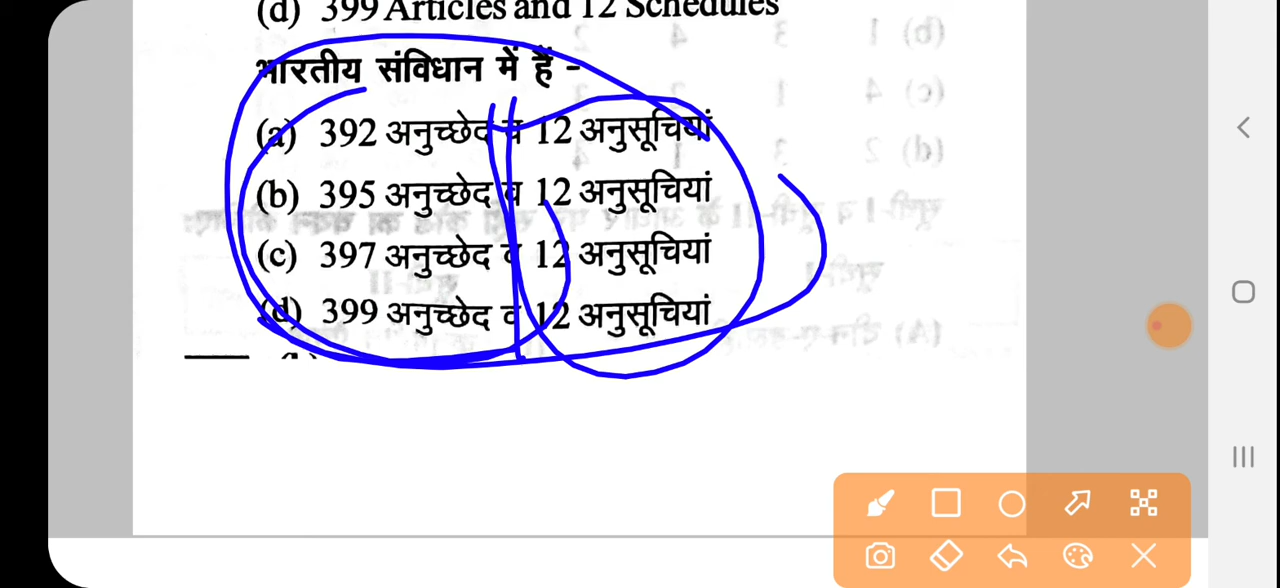 (d) 399 Articles and 12 Schedules
भारतीय संविधान में हैं -
(a) 392 अनुच्छेद व 12 अनुसूचियां
(b) 395 अनुच्छेद व 12 अनुसूचियां
(c) 397 अनुच्छेद व 12 अनुसूचियां
(d) 399 अनुच्छेद व 12 अनुसूचियां